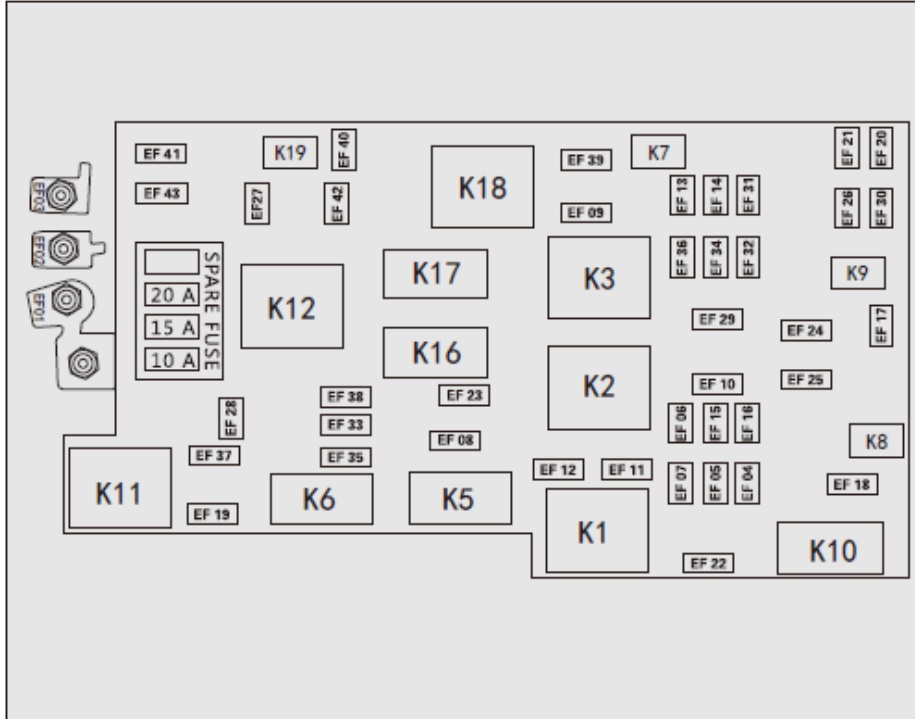 EF 41
K19
EF 40
K18
EF 39
K7
EF 21
EF 20
EF03
EF 43
EF27
EF 42
EF 09
EF 13
EF 14
EF 31
EF 26
EF 30
EF02
EF 36
EF 34
EF 32
SPARE FUSE
20 A
15 A
10 A
K12
K17
K3
K9
EF01
EF 29
EF 24
EF 17
K16
K2
EF 10
EF 25
EF 28
EF 38
EF 23
EF 33
EF 06
EF 15
EF 16
EF 37
EF 08
K8
EF 35
EF 12
EF 11
EF 07
EF 05
EF 04
EF 18
K11
EF 19
K6
K5
K1
EF 22
K10